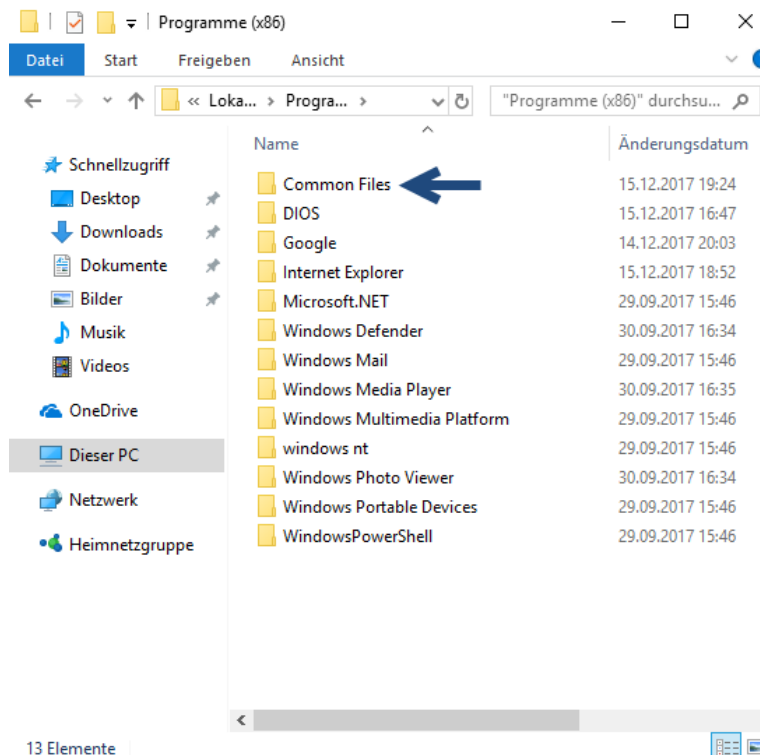 Programme (x86)
Datei Start Freigeben Ansicht
« Loka... › Progra... › "Programme (x86)" durchsu...
Name Änderungsdatum
Schnellzugriff
Desktop
Downloads
Dokumente
Bilder
Musik
Videos
OneDrive
Dieser PC
Netzwerk
Heimnetzgruppe
Common Files 15.12.2017 19:24
DIOS 15.12.2017 16:47
Google 14.12.2017 20:03
Internet Explorer 15.12.2017 18:52
Microsoft.NET 29.09.2017 15:46
Windows Defender 30.09.2017 16:34
Windows Mail 29.09.2017 15:46
Windows Media Player 30.09.2017 16:35
Windows Multimedia Platform 29.09.2017 15:46
windows nt 29.09.2017 15:46
Windows Photo Viewer 30.09.2017 16:34
Windows Portable Devices 29.09.2017 15:46
WindowsPowerShell 29.09.2017 15:46
13 Elemente